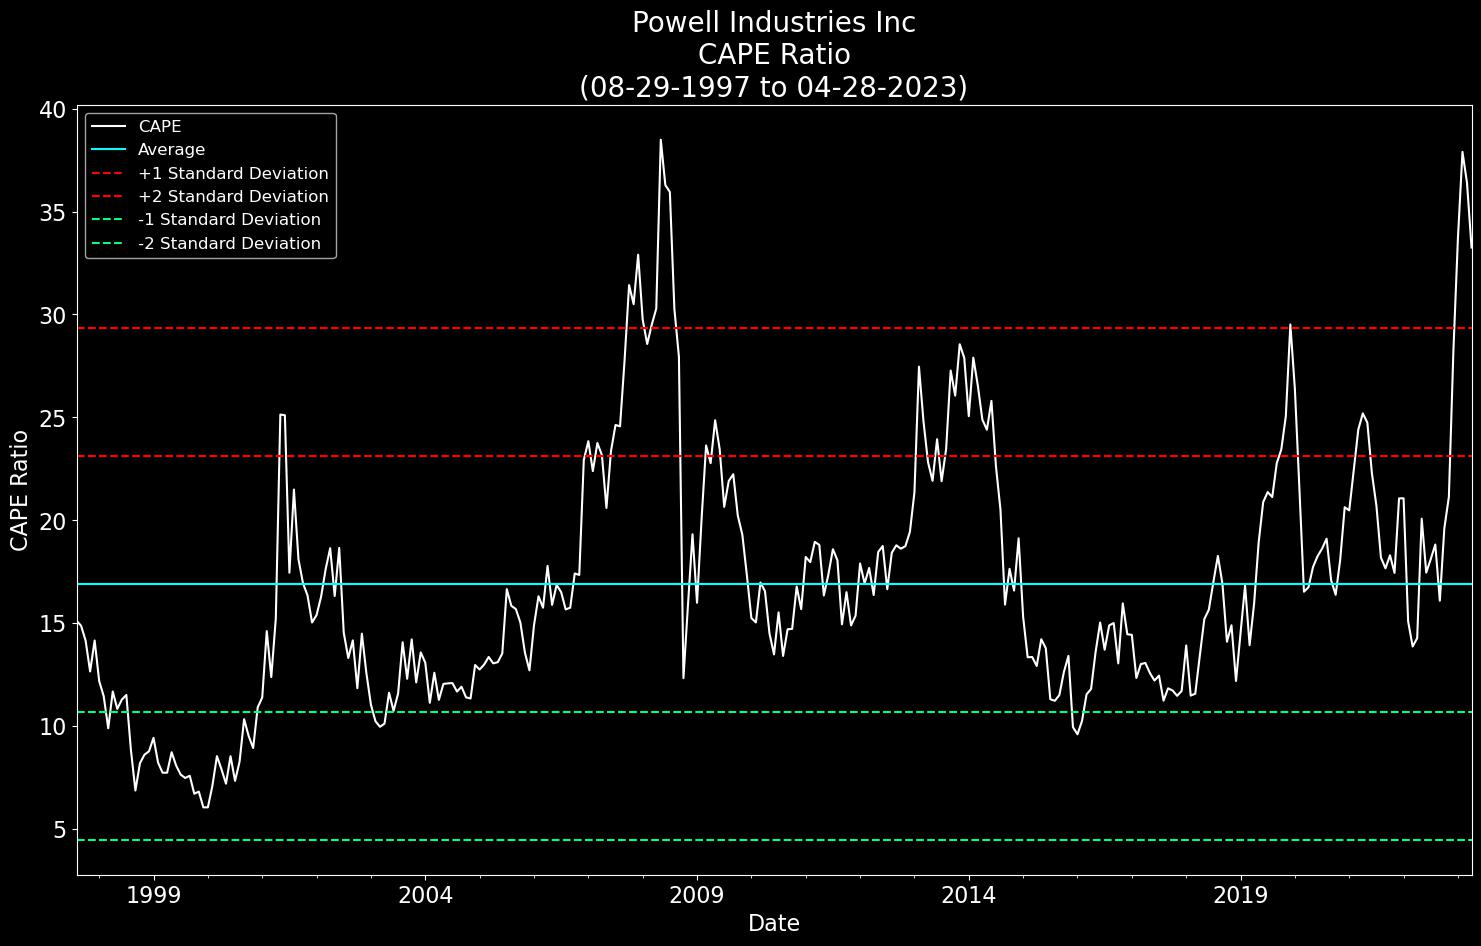 Powell Industries Inc
CAPE Ratio
(08-29-1997 to 04-28-2023)
CAPE
Average
+1 Standard Deviation
+2 Standard Deviation
-1 Standard Deviation
-2 Standard Deviation
CAPE Ratio
40
35
30
25
20
15
10
5
1999
2004
2009
2014
2019
Date